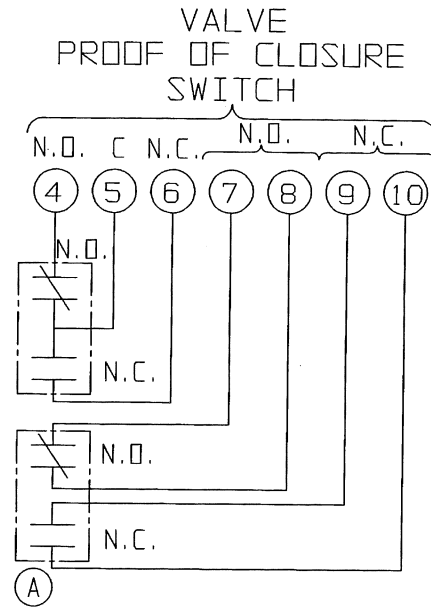 VALVE
PROOF OF CLOSURE
SWITCH
N.O. C N.C. N.O. N.C.
4 5 6 7 8 9 10
N.O.
N.C.
N.O.
N.C.
A